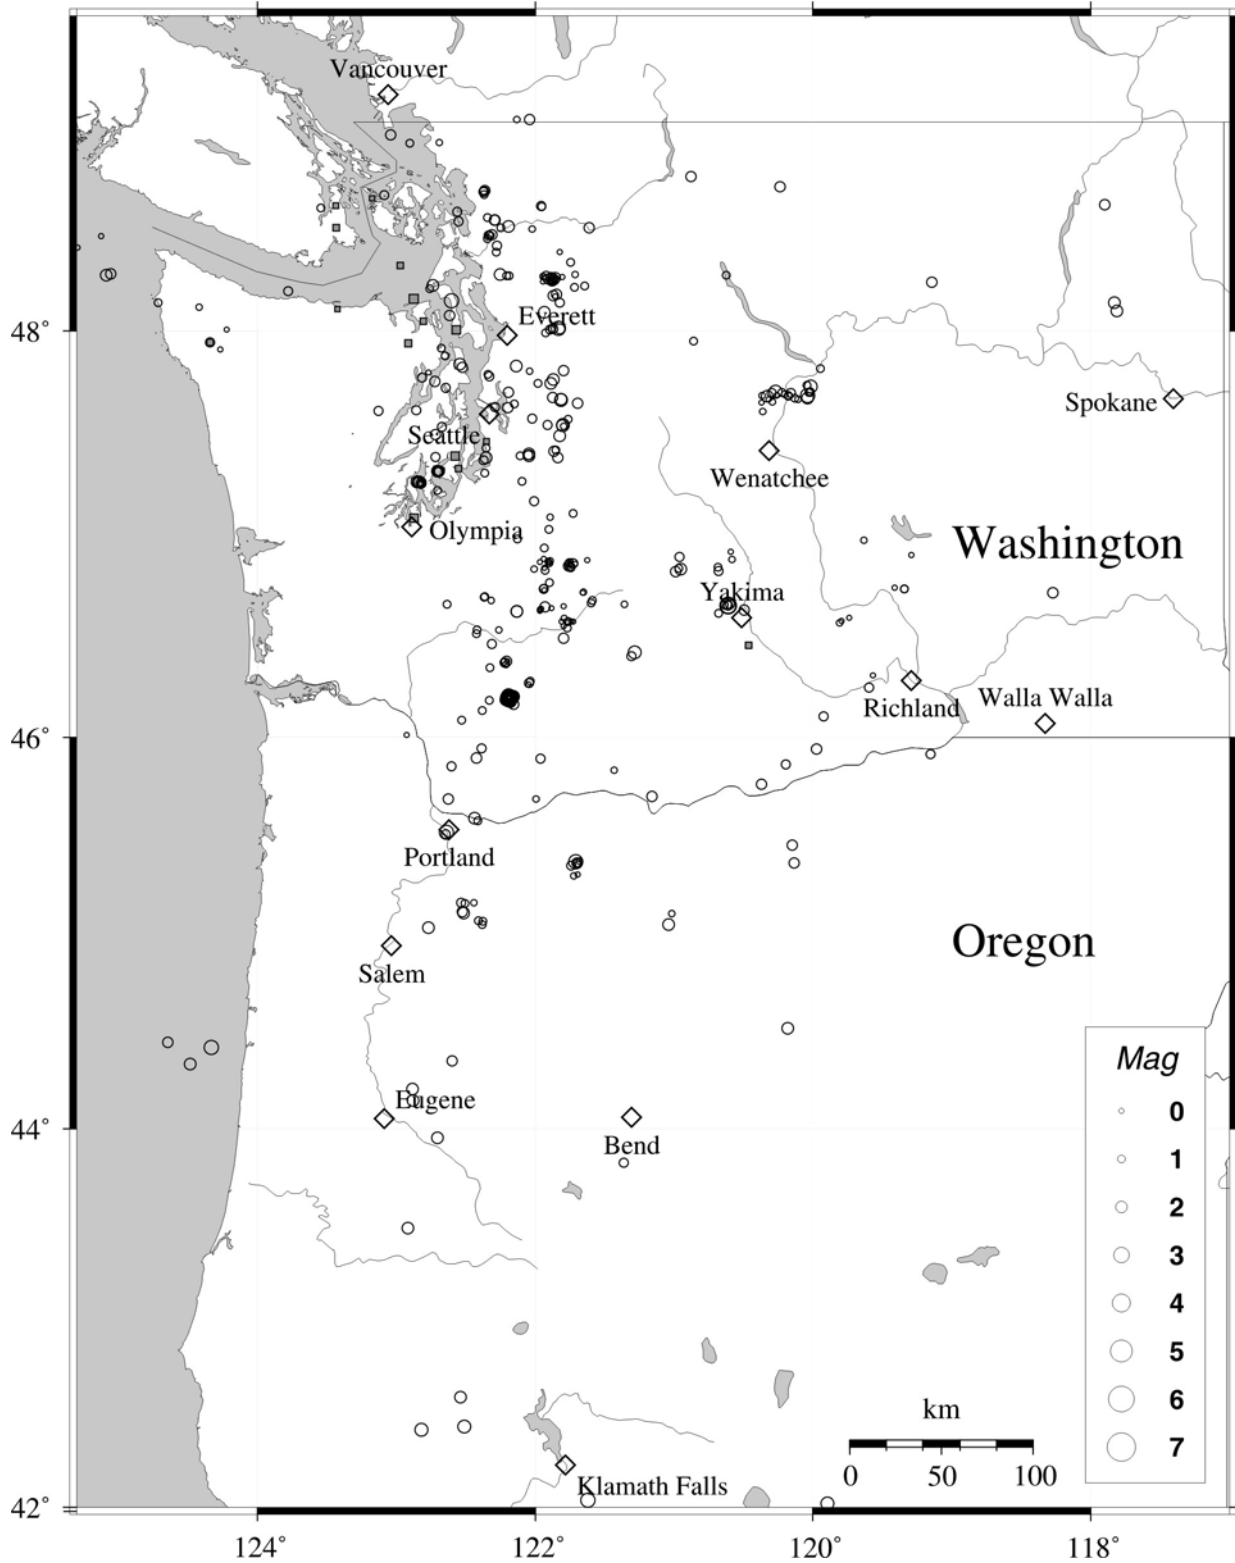 Vancouver
Everett
48°
Spokane
Seattle
Wenatchee
Olympia
Washington
Yakima
Walla Walla
Richland
46°
Portland
Oregon
Salem
Mag
Eugene
0
44°
Bend
1
2
3
4
5
km
6
7
0 50 100
Klamath Falls
42°
124° 122° 120° 118°